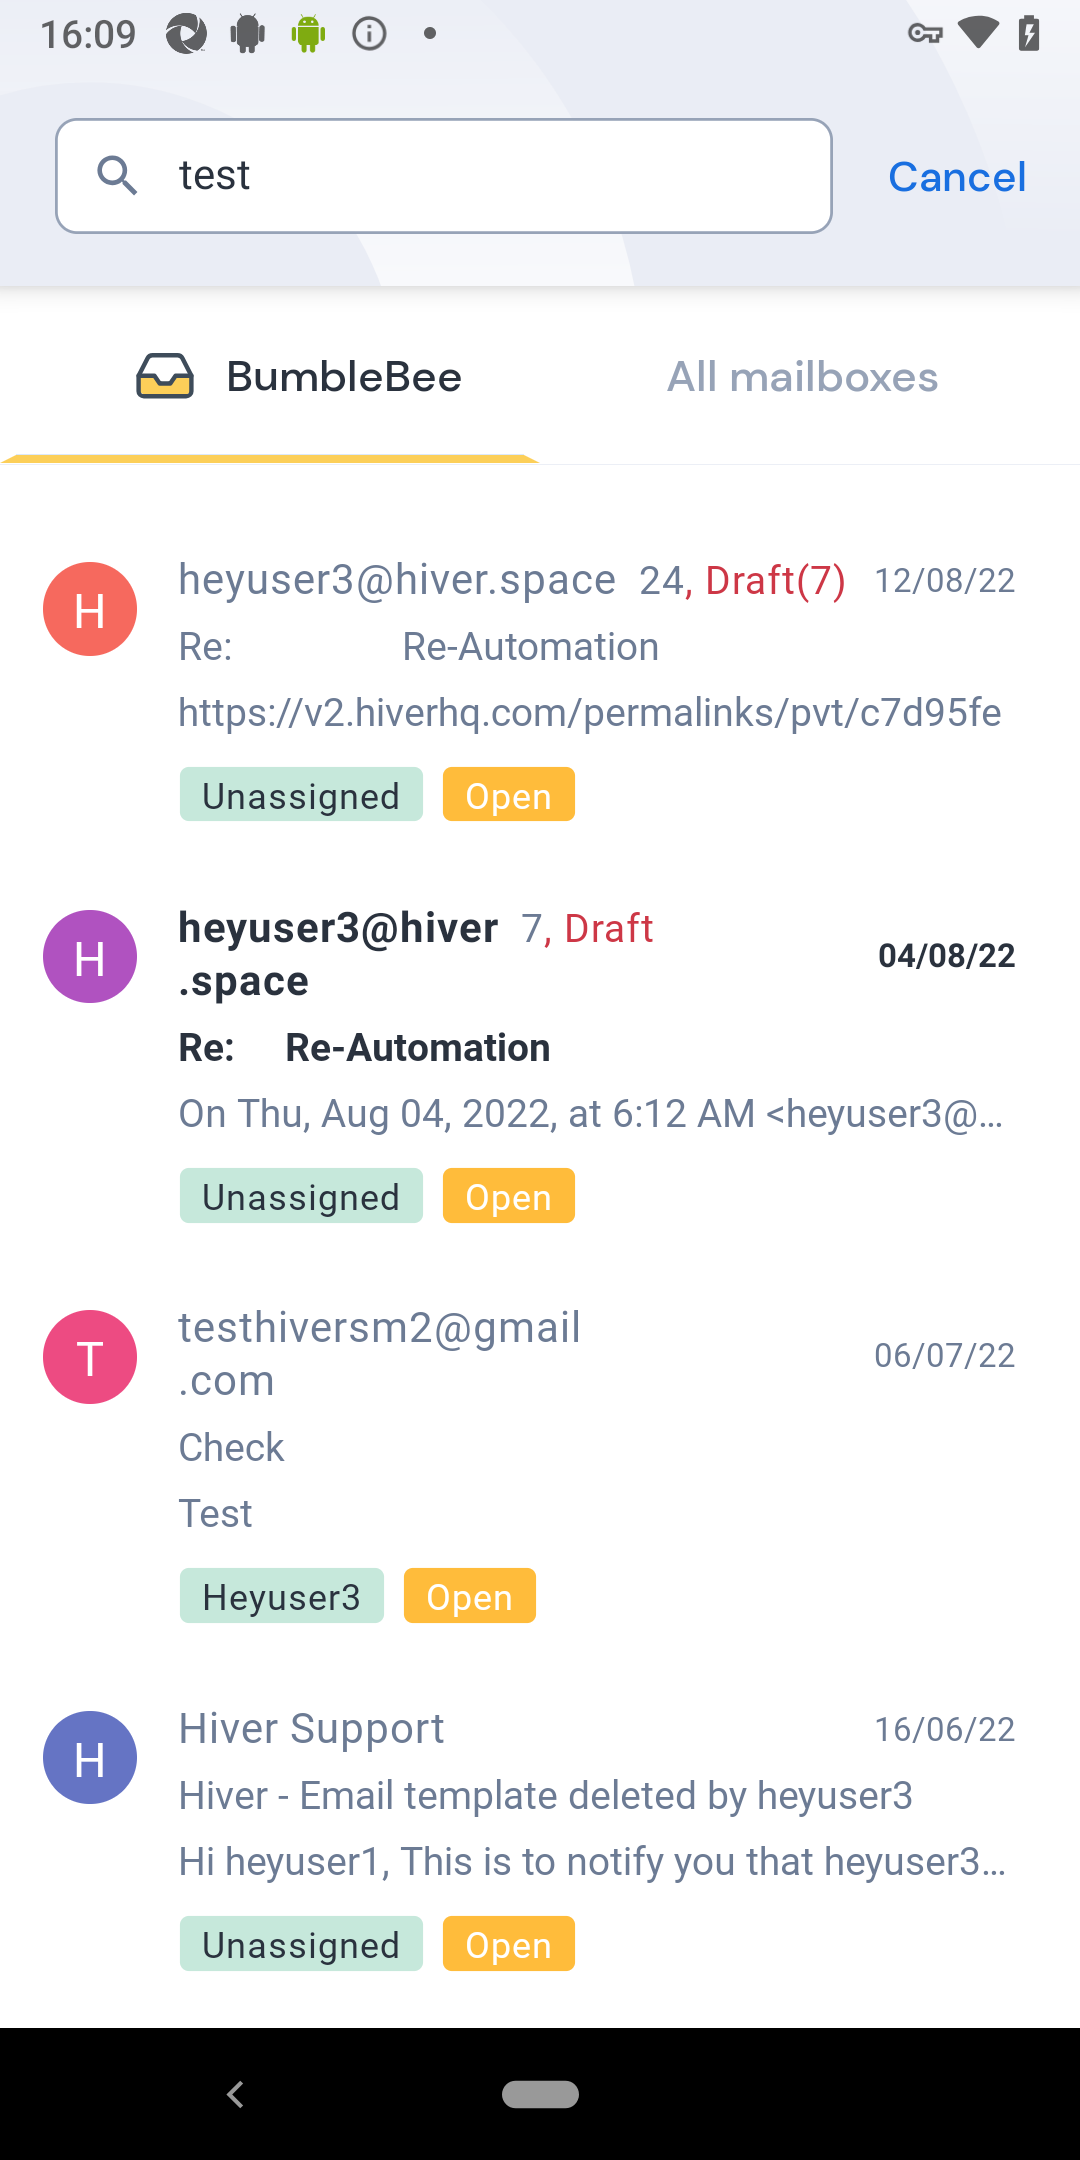 16:09
test
Cancel
BumbleBee
All mailboxes
H
heyuser3@hiver.space 24, Draft(7) 12/08/22
Re: Re-Automation
https://v2.hiverhq.com/permalinks/pvt/c7d95fe
Unassigned Open
H
heyuser3@hiver 7, Draft
.space
04/08/22
Re: Re-Automation
On Thu, Aug 04, 2022, at 6:12 AM <heyuser3@...
Unassigned Open
T
testhiversm2@gmail
.com
06/07/22
Check
Test
Heyuser3 Open
H
Hiver Support 16/06/22
Hiver - Email template deleted by heyuser3
Hi heyuser1, This is to notify you that heyuser3...
Unassigned Open